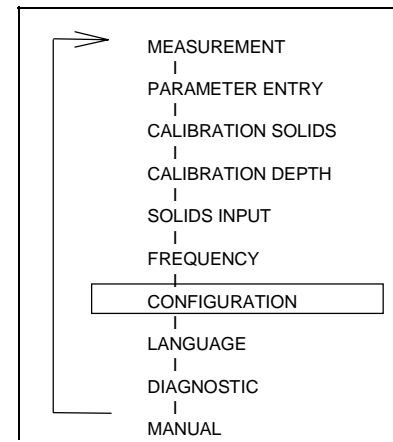 MEASUREMENT
PARAMETER ENTRY
CALIBRATION SOLIDS
CALIBRATION DEPTH
SOLIDS INPUT
FREQUENCY
CONFIGURATION
LANGUAGE
DIAGNOSTIC
MANUAL